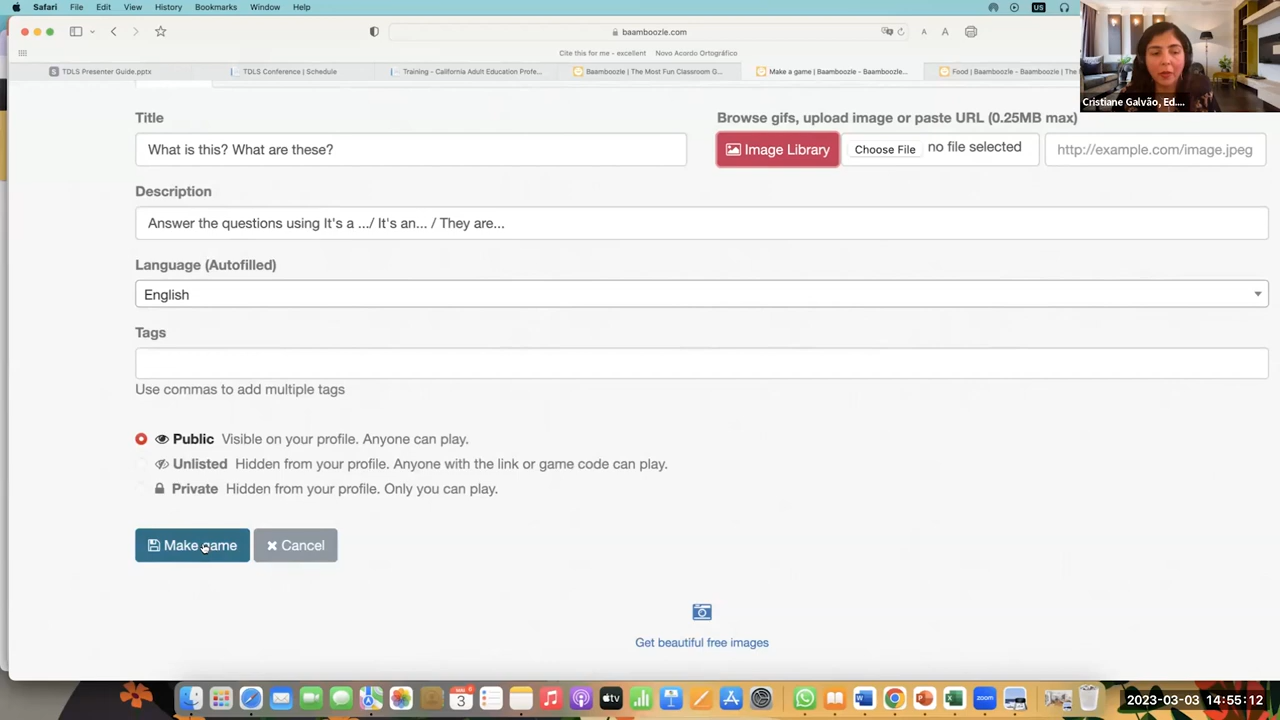 Safari File Edit View History Bookmarks Window Help
US
baamboozle.com
A A
Cite this for me - excellent Novo Acordo Ortográfico
S TDLS Presenter Guide.pptx
TDLS Conference | Schedule
Training - California Adult Education Profe...
Baamboozle | The Most Fun Classroom G...
Make a game | Baamboozle - Baamboozle...
Food | Baamboozle - Baamboozle | The
Cristiane Galvão, Ed....
Title
What is this? What are these?
Browse gifs, upload image or paste URL (0.25MB max)
Image Library
Choose File no file selected
http://example.com/image.jpeg
Description
Answer the questions using It's a .../ It's an... / They are...
Language (Autofilled)
English
Tags
Use commas to add multiple tags
Public Visible on your profile. Anyone can play.
Unlisted Hidden from your profile. Anyone with the link or game code can play.
Private Hidden from your profile. Only you can play.
Make game
Cancel
Get beautiful free images
3
tv
W
P
X
zoom
2023-03-03 14:55:12